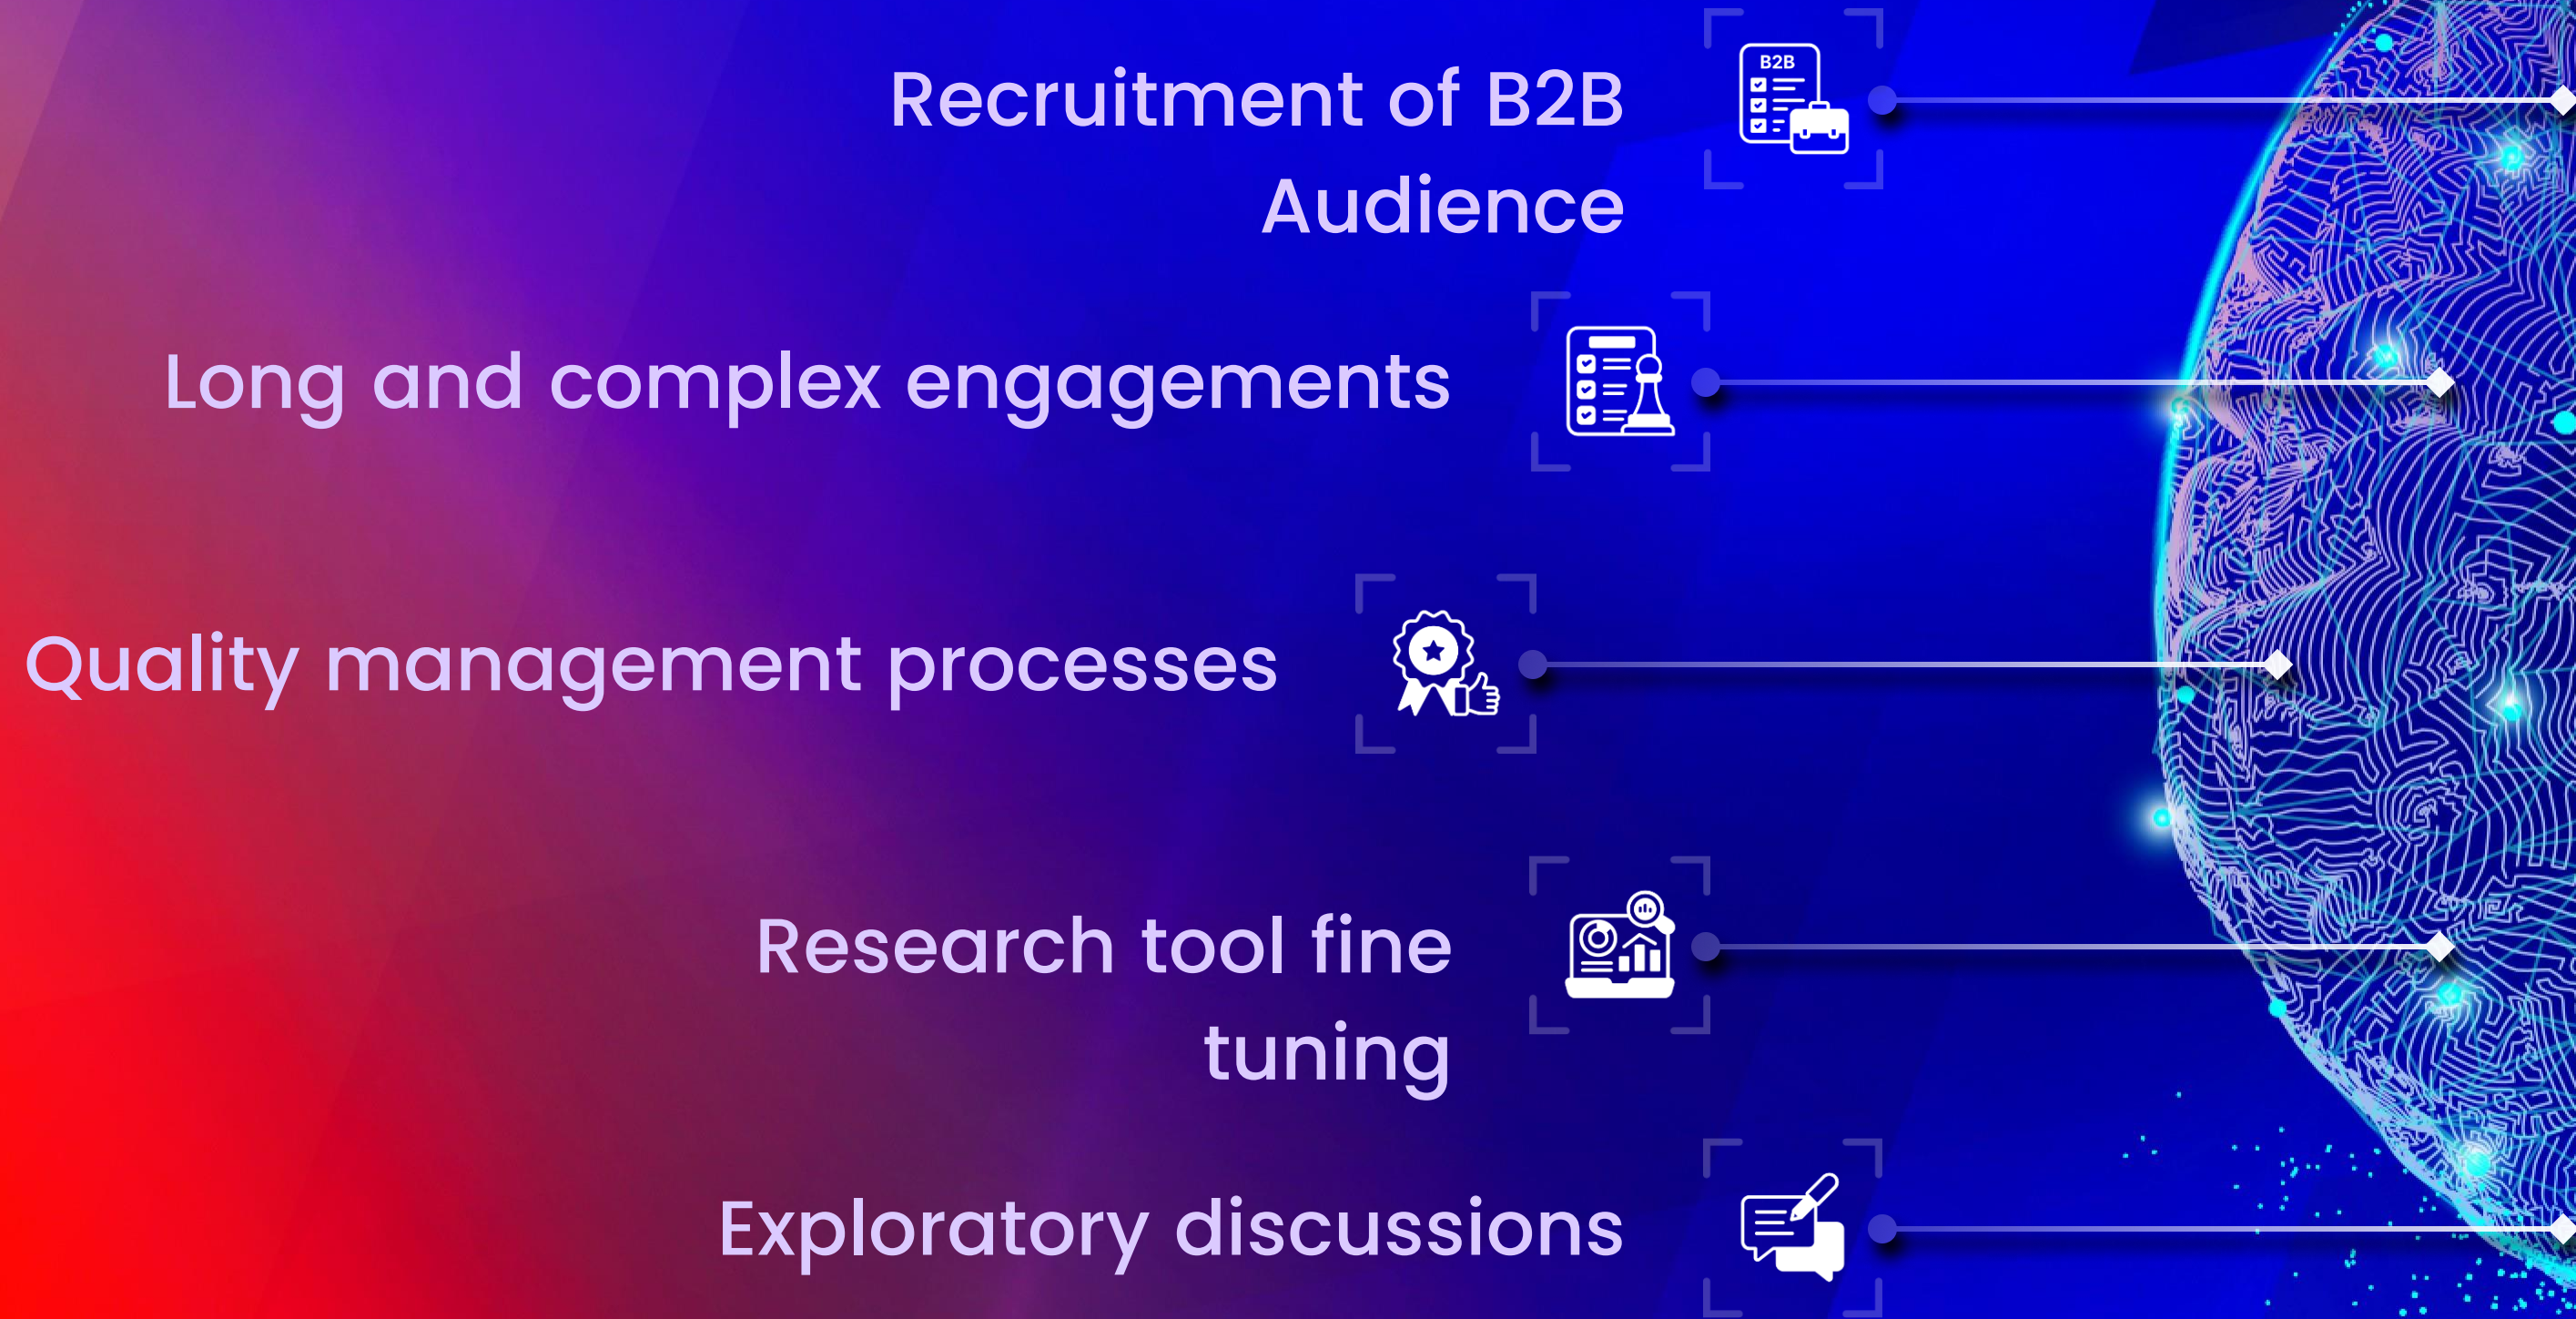 B2B
Recruitment of B2B
Audience
Long and complex engagements
Quality management processes
Research tool fine
tuning
Exploratory discussions